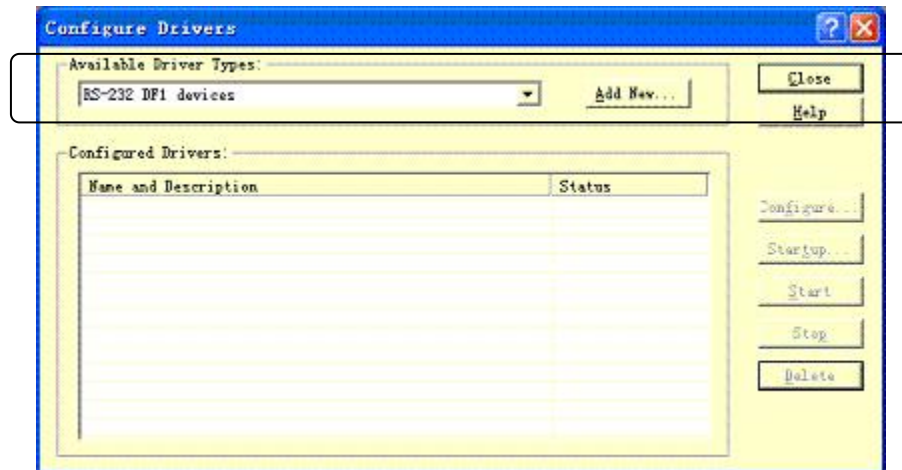 Configure Drivers
Available Driver Types:
RS-232 DF1 devices
Add New...
Close
Help
Configured Drivers:
Name and Description
Status
Configure...
Startup...
Start
Stop
Delete